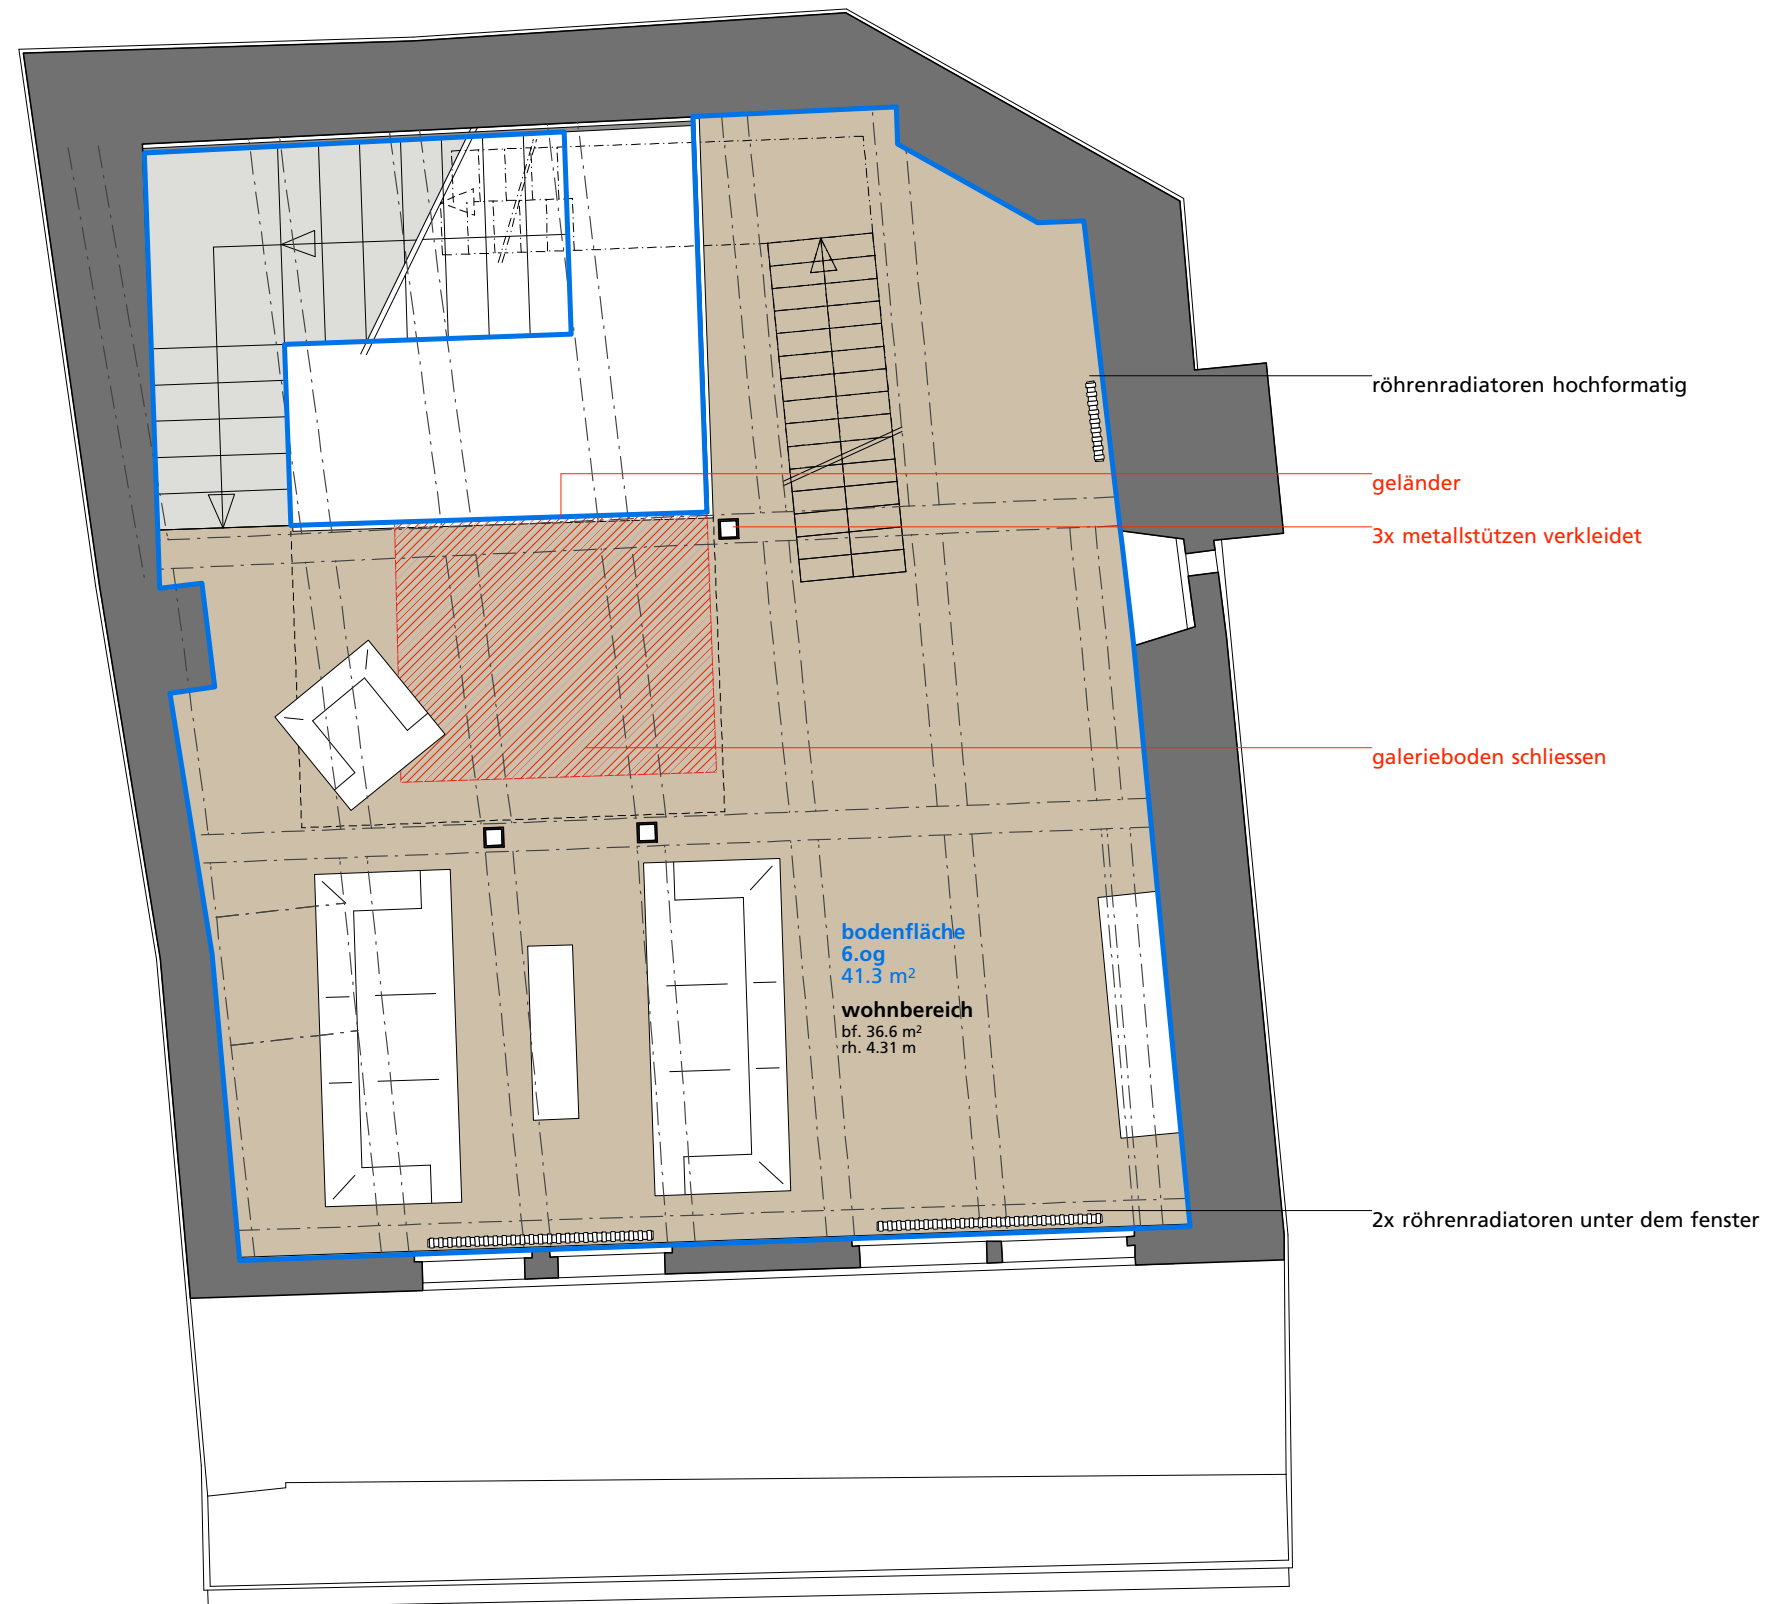 röhrenradiatoren hochformatig
geländer
3x metallstützen verkleidet
galerieboden schliessen
bodenfläche
6.og
41.3 m²
wohnbereich
bf. 36.6 m²
rh. 4.31 m
2x röhrenradiatoren unter dem fenster